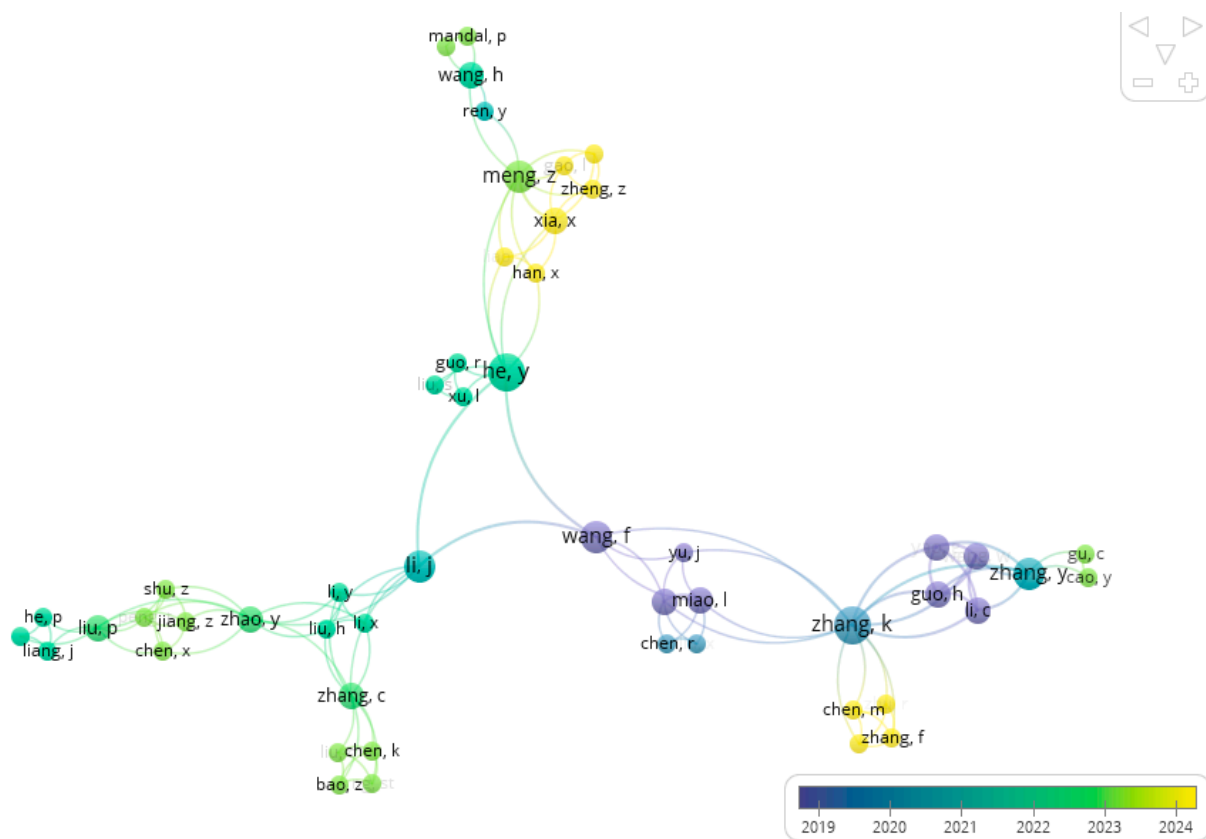 mandal, p
wang, h
ren, y
gao, l
meng, z
zheng, z
xia, x
han, x
guo, r
he, y
liu, s
xu, l
wang, f
yu, j
gu, c
li, j
zhang, y
cao, y
shu, z
li, y
guo, h
miao, l
li, c
he, p
jiang, z
zhao, y
liu, p
liu, h
li, x
zhang, k
liang, j
chen, x
chen, r
zhang, c
chen, m
zhang, f
chen, k
bao, z
2019 2020 2021 2022 2023 2024